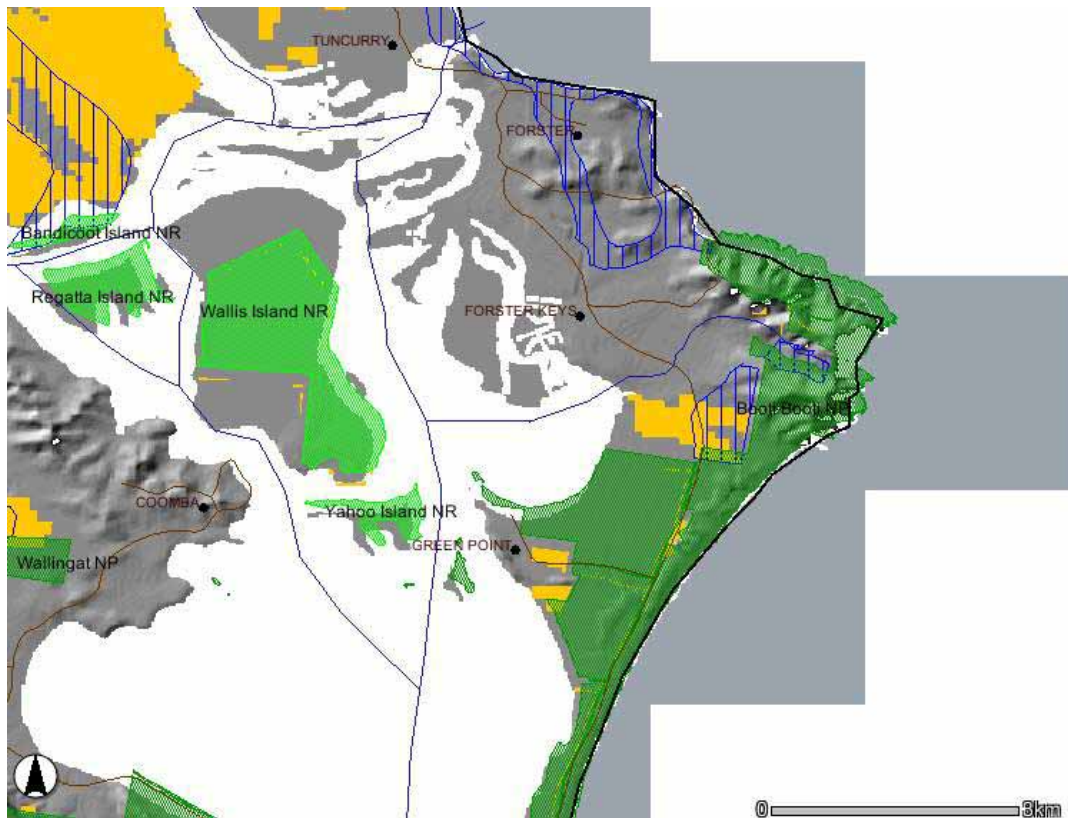 TUNCURRY
FORSTER
Bandicoot Island NR
Regatta Island NR
Wallis Island NR
FORSTER KEYS
Booti Booti NP
COOMBA
Yahoo Island NR
GREEN POINT
Wallingat NP
0 3km